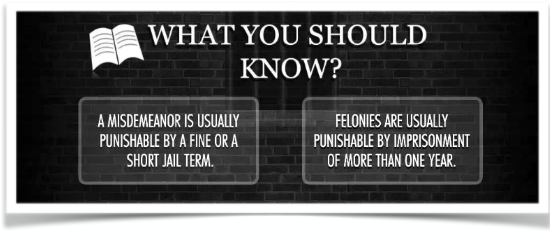 WHAT YOU SHOULD
KNOW?
A MISDEMEANOR IS USUALLY
PUNISHABLE BY A FINE OR A
SHORT JAIL TERM.
FELONIES ARE USUALLY
PUNISHABLE BY IMPRISONMENT
OF MORE THAN ONE YEAR.